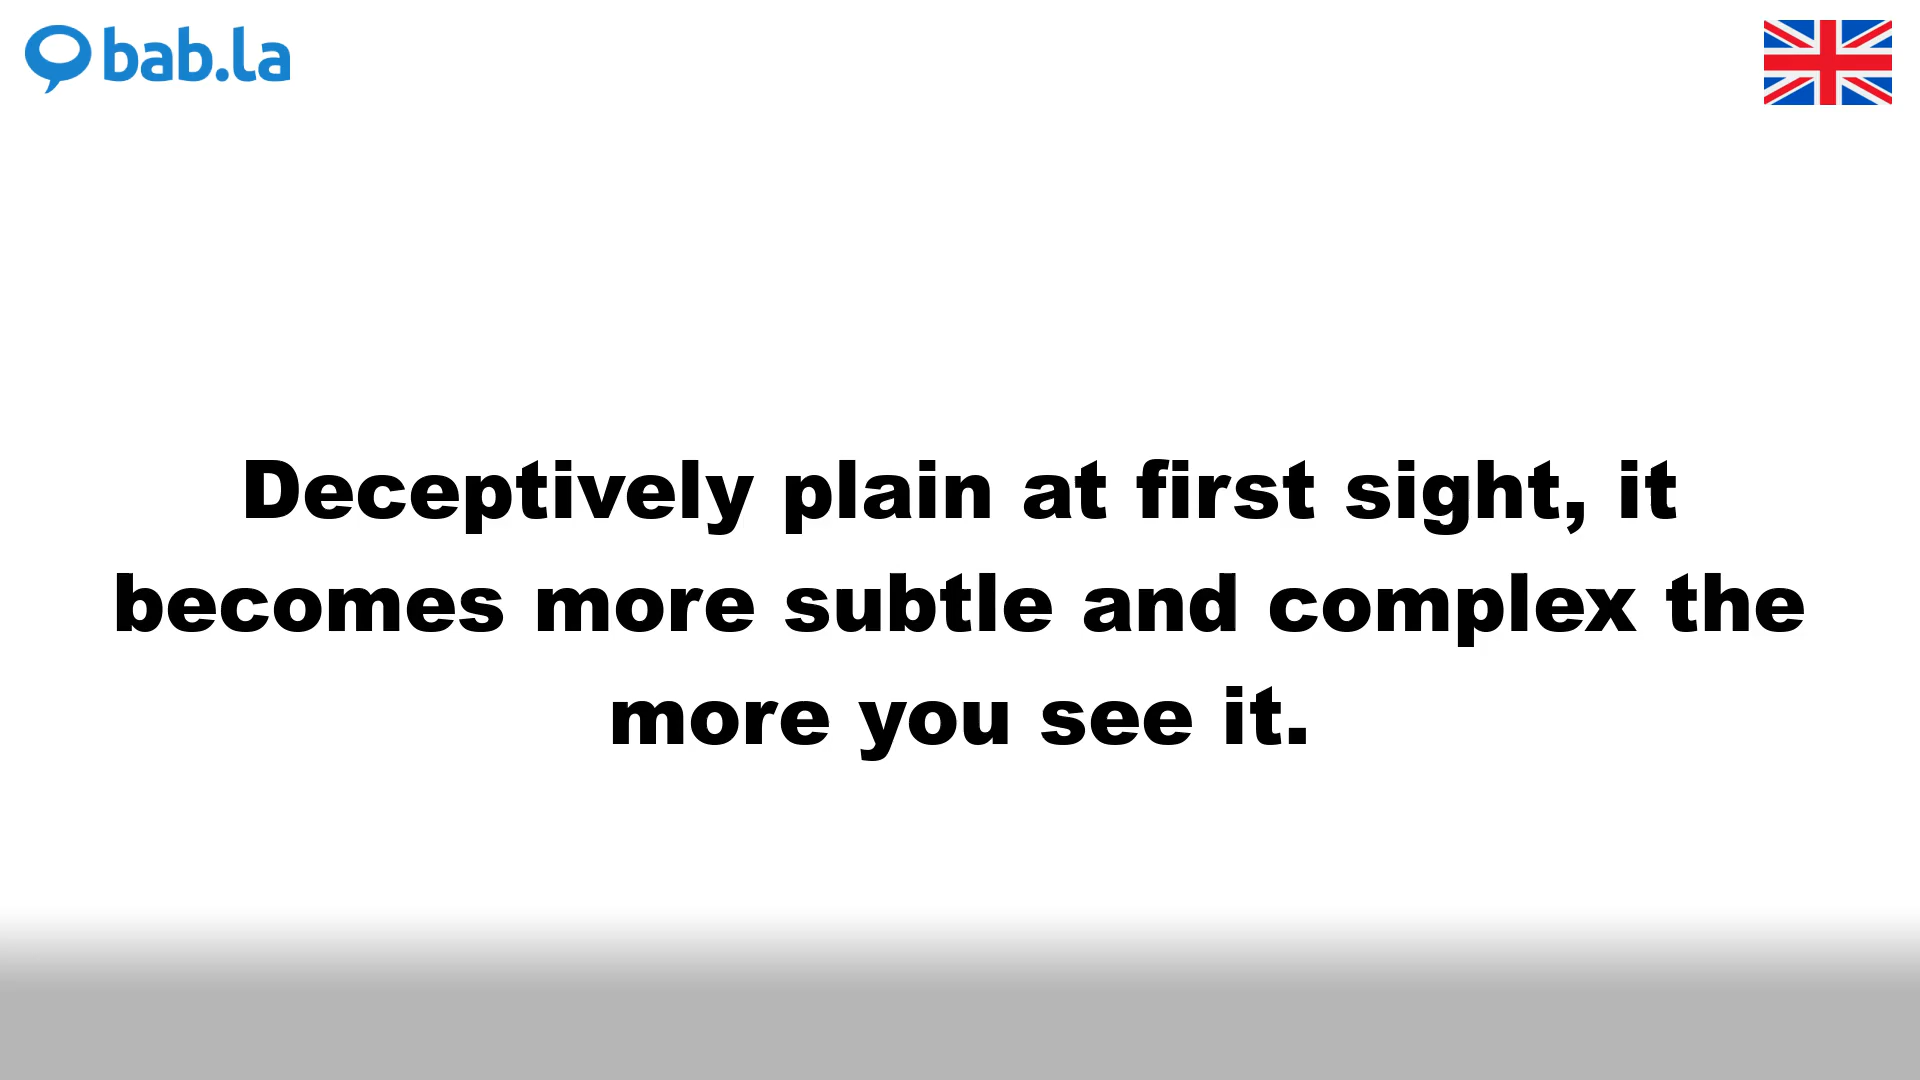 bab.la
Deceptively plain at first sight, it
becomes more subtle and complex the
more you see it.